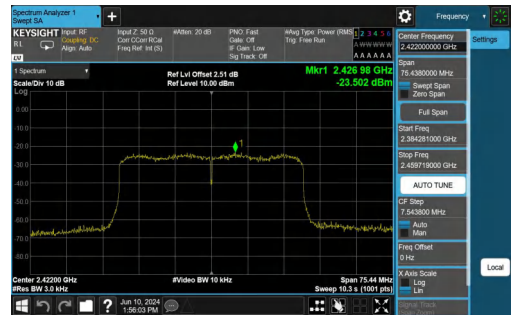 Spectrum Analyzer 1
Swept SA
Frequency
KEYSIGHT
Input: RF
Input Z: 50 Ω
#Atten: 20 dB
PNO: Fast
#Avg Type: Power (RMS
1 2 3 4 5 6
RL
Coupling: DC
Corr CCorr RCal
Gate: Off
Trig: Free Run
A W W W W W
Align: Auto
Freq Ref: Int (S)
IF Gain: Low
A A A A A A
Sig Track: Off
1 Spectrum
Ref Lvl Offset 2.51 dB
Mkr1 2.426 98 GHz
Scale/Div 10 dB
Ref Level 10.00 dBm
-23.502 dBm
Log
0.00
-10.0
-20.0
-30.0
-40.0
-50.0
-60.0
-70.0
-80.0
1
Center 2.42200 GHz
#Video BW 10 kHz
Span 75.44 MHz
#Res BW 3.0 kHz
Sweep 10.3 s (1001 pts)
Center Frequency
2.422000000 GHz
Settings
Span
75.4380000 MHz
Swept Span
Zero Span
Full Span
Start Freq
2.384281000 GHz
Stop Freq
2.459719000 GHz
AUTO TUNE
CF Step
7.543800 MHz
Auto
Man
Freq Offset
0 Hz
X Axis Scale
Log
Lin
Local
Signal Track
Jun 10, 2024
1:56:03 PM